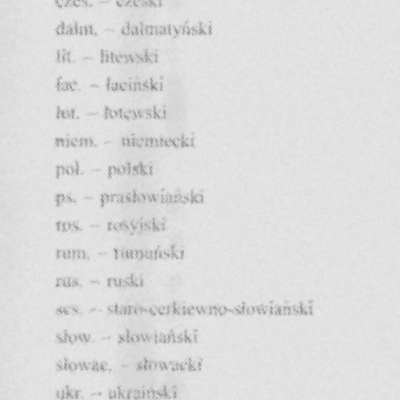 czes. – czeski
dalm. – dalmatyński
lit. – litewski
łac. – łaciński
łot. – łotewski
niem. – niemiecki
pol. – polski
ps. – prasłowiański
ros. – rosyjski
rum. – rumuński
rus. – ruski
scs. – staro-cerkiewno-słowiański
słow. – słowiański
słowac. – słowacki
ukr. – ukraiński